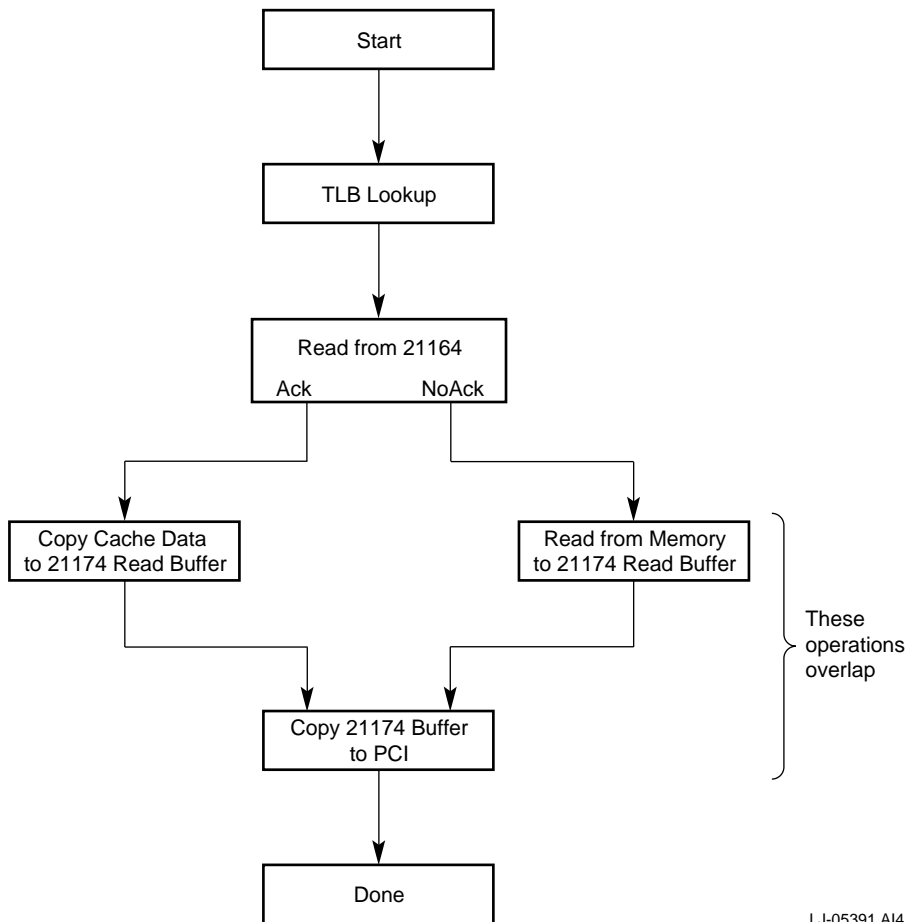 Start
TLB Lookup
Read from 21164
Ack NoAck
Copy Cache Data
to 21174 Read Buffer
Read from Memory
to 21174 Read Buffer
These
operations
overlap
Copy 21174 Buffer
to PCI
Done
LJ-05391.AI4